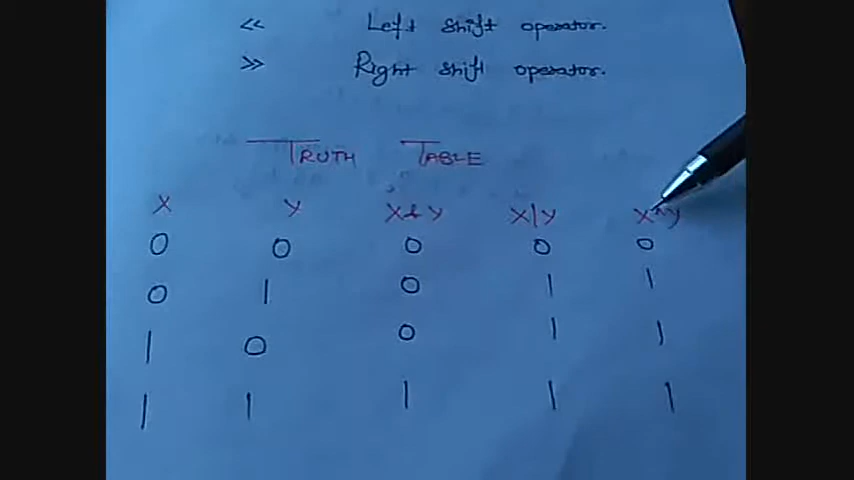 << Left shift operator.
>> Right shift operator.
TRUTH TABLE
X Y X&Y X|Y X^Y
0 0 0 0 0
0 1 0 1 1
1 0 0 1 1
1 1 1 1 1